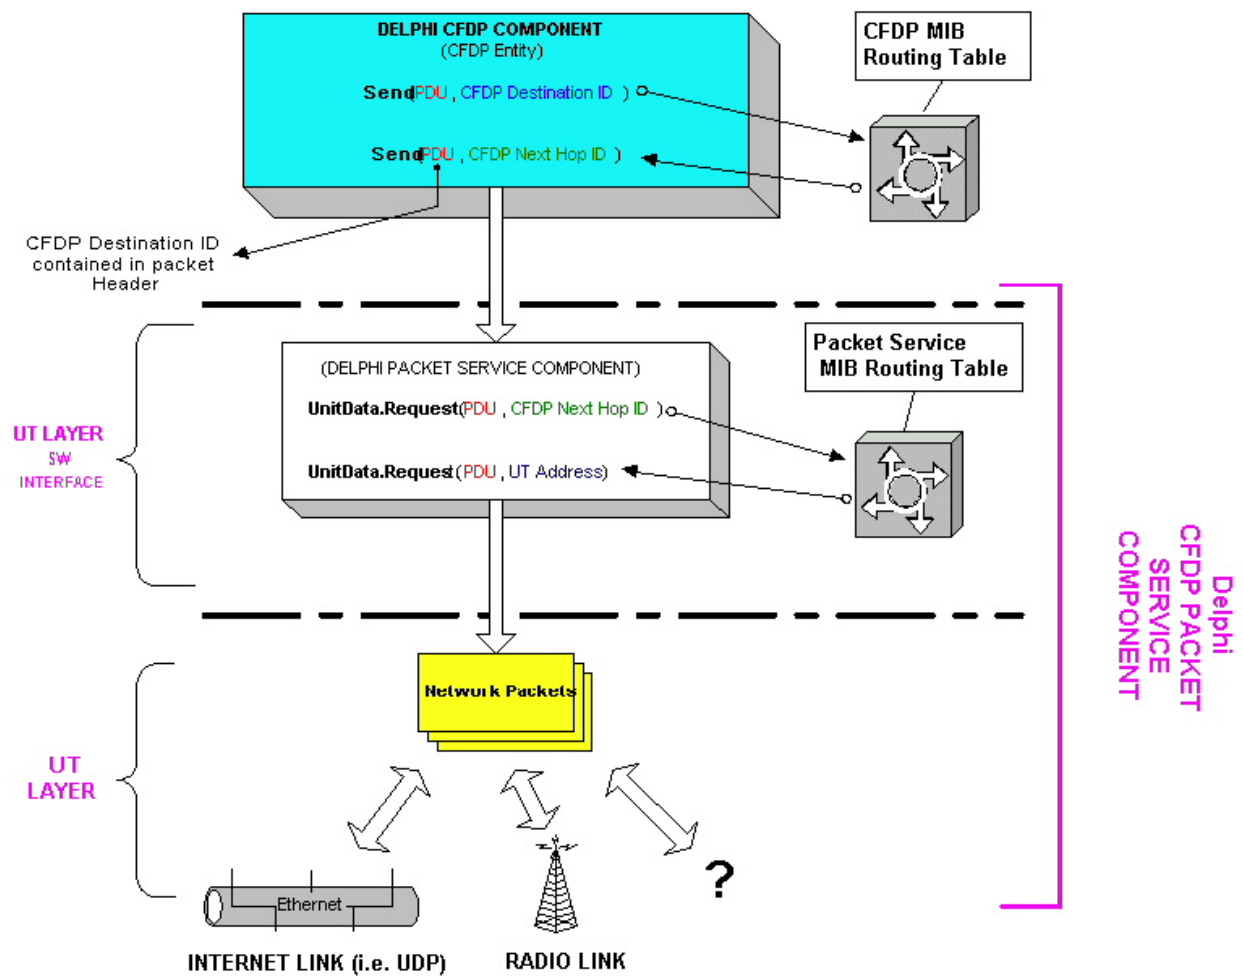 DELPHI CFDP COMPONENT
(CFDP Entity)
Send(PDU , CFDP Destination ID )
Send(PDU , CFDP Next Hop ID )
CFDP MIB
Routing Table
CFDP Destination ID
contained in packet
Header
(DELPHI PACKET SERVICE COMPONENT)
UnitData.Request(PDU , CFDP Next Hop ID )
UnitData.Request(PDU , UT Address)
Packet Service
MIB Routing Table
UT LAYER
SW
INTERFACE
Delphi
CFDP PACKET
SERVICE
COMPONENT
Network Packets
UT
LAYER
Ethernet
?
INTERNET LINK (i.e. UDP)
RADIO LINK